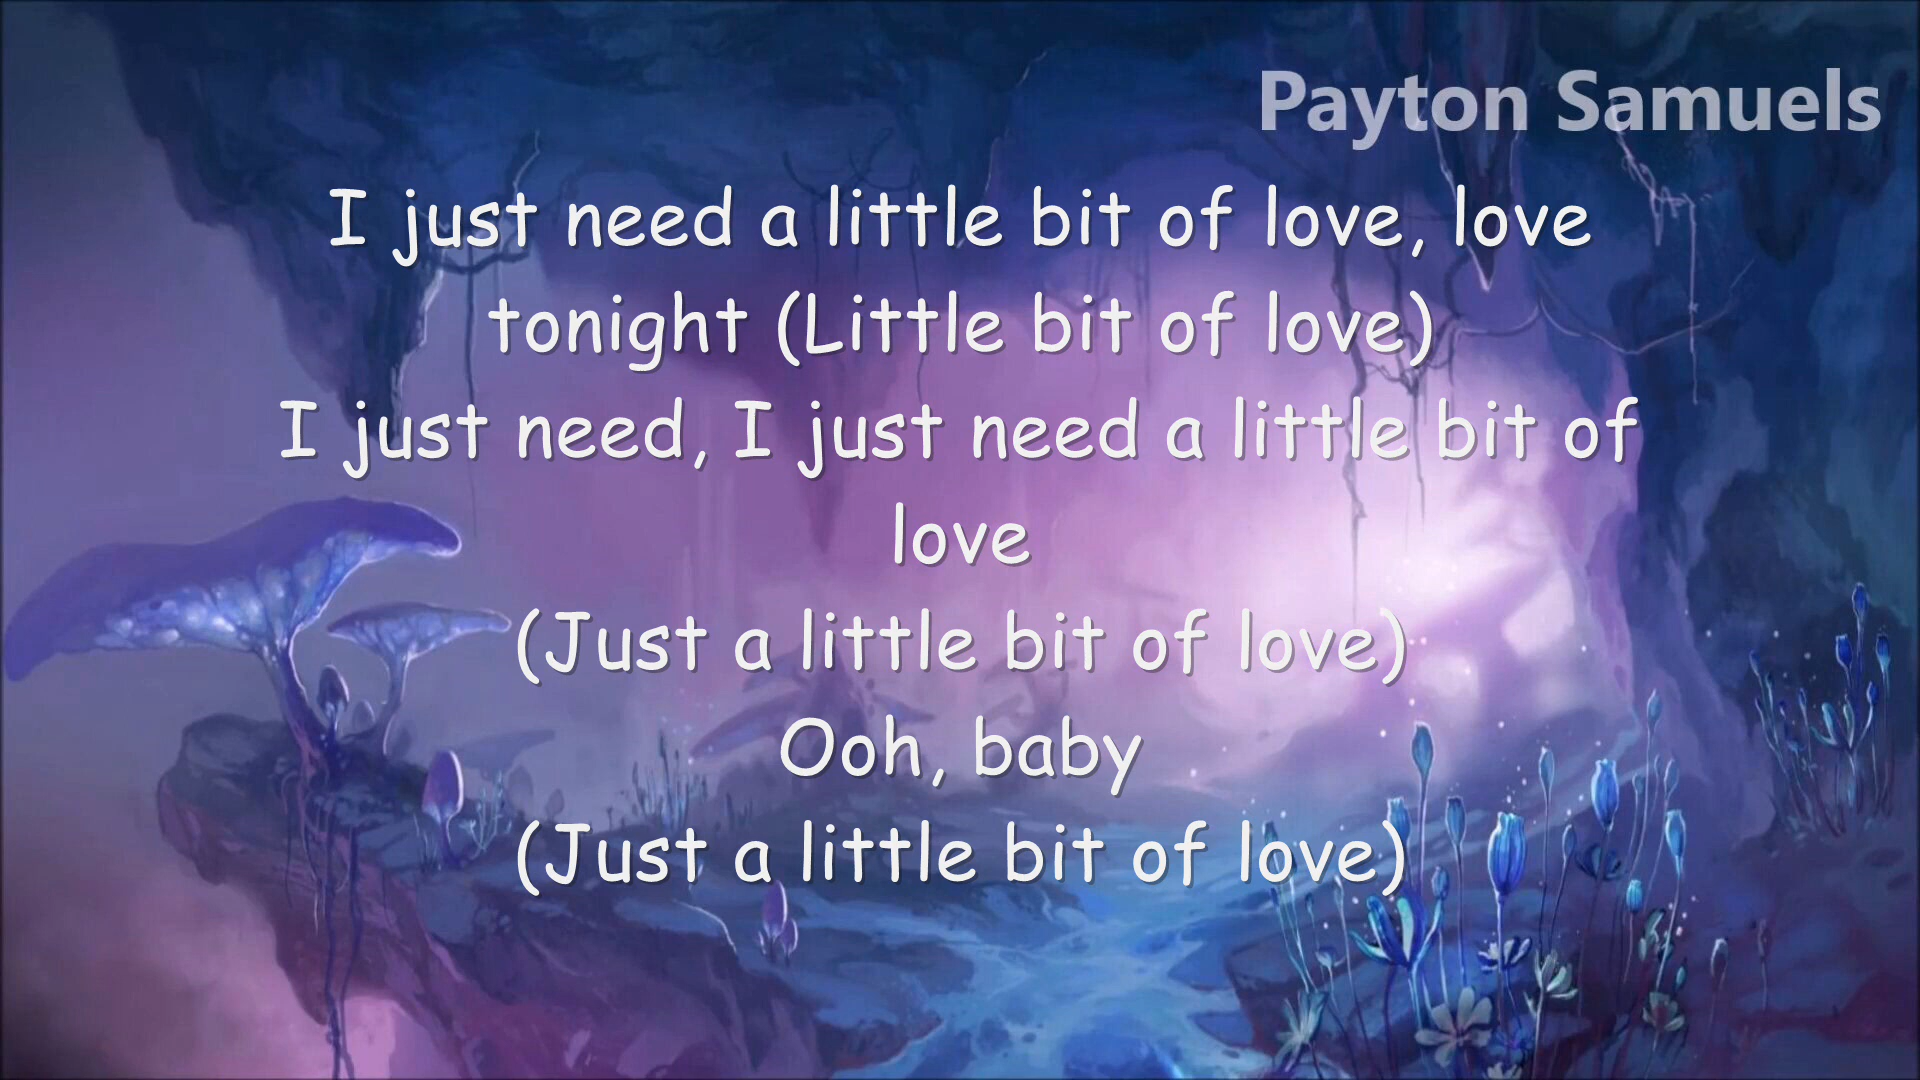 Payton Samuels
I just need a little bit of love, love
tonight (Little bit of love)
I just need, I just need a little bit of
love
(Just a little bit of love)
Ooh, baby
(Just a little bit of love)